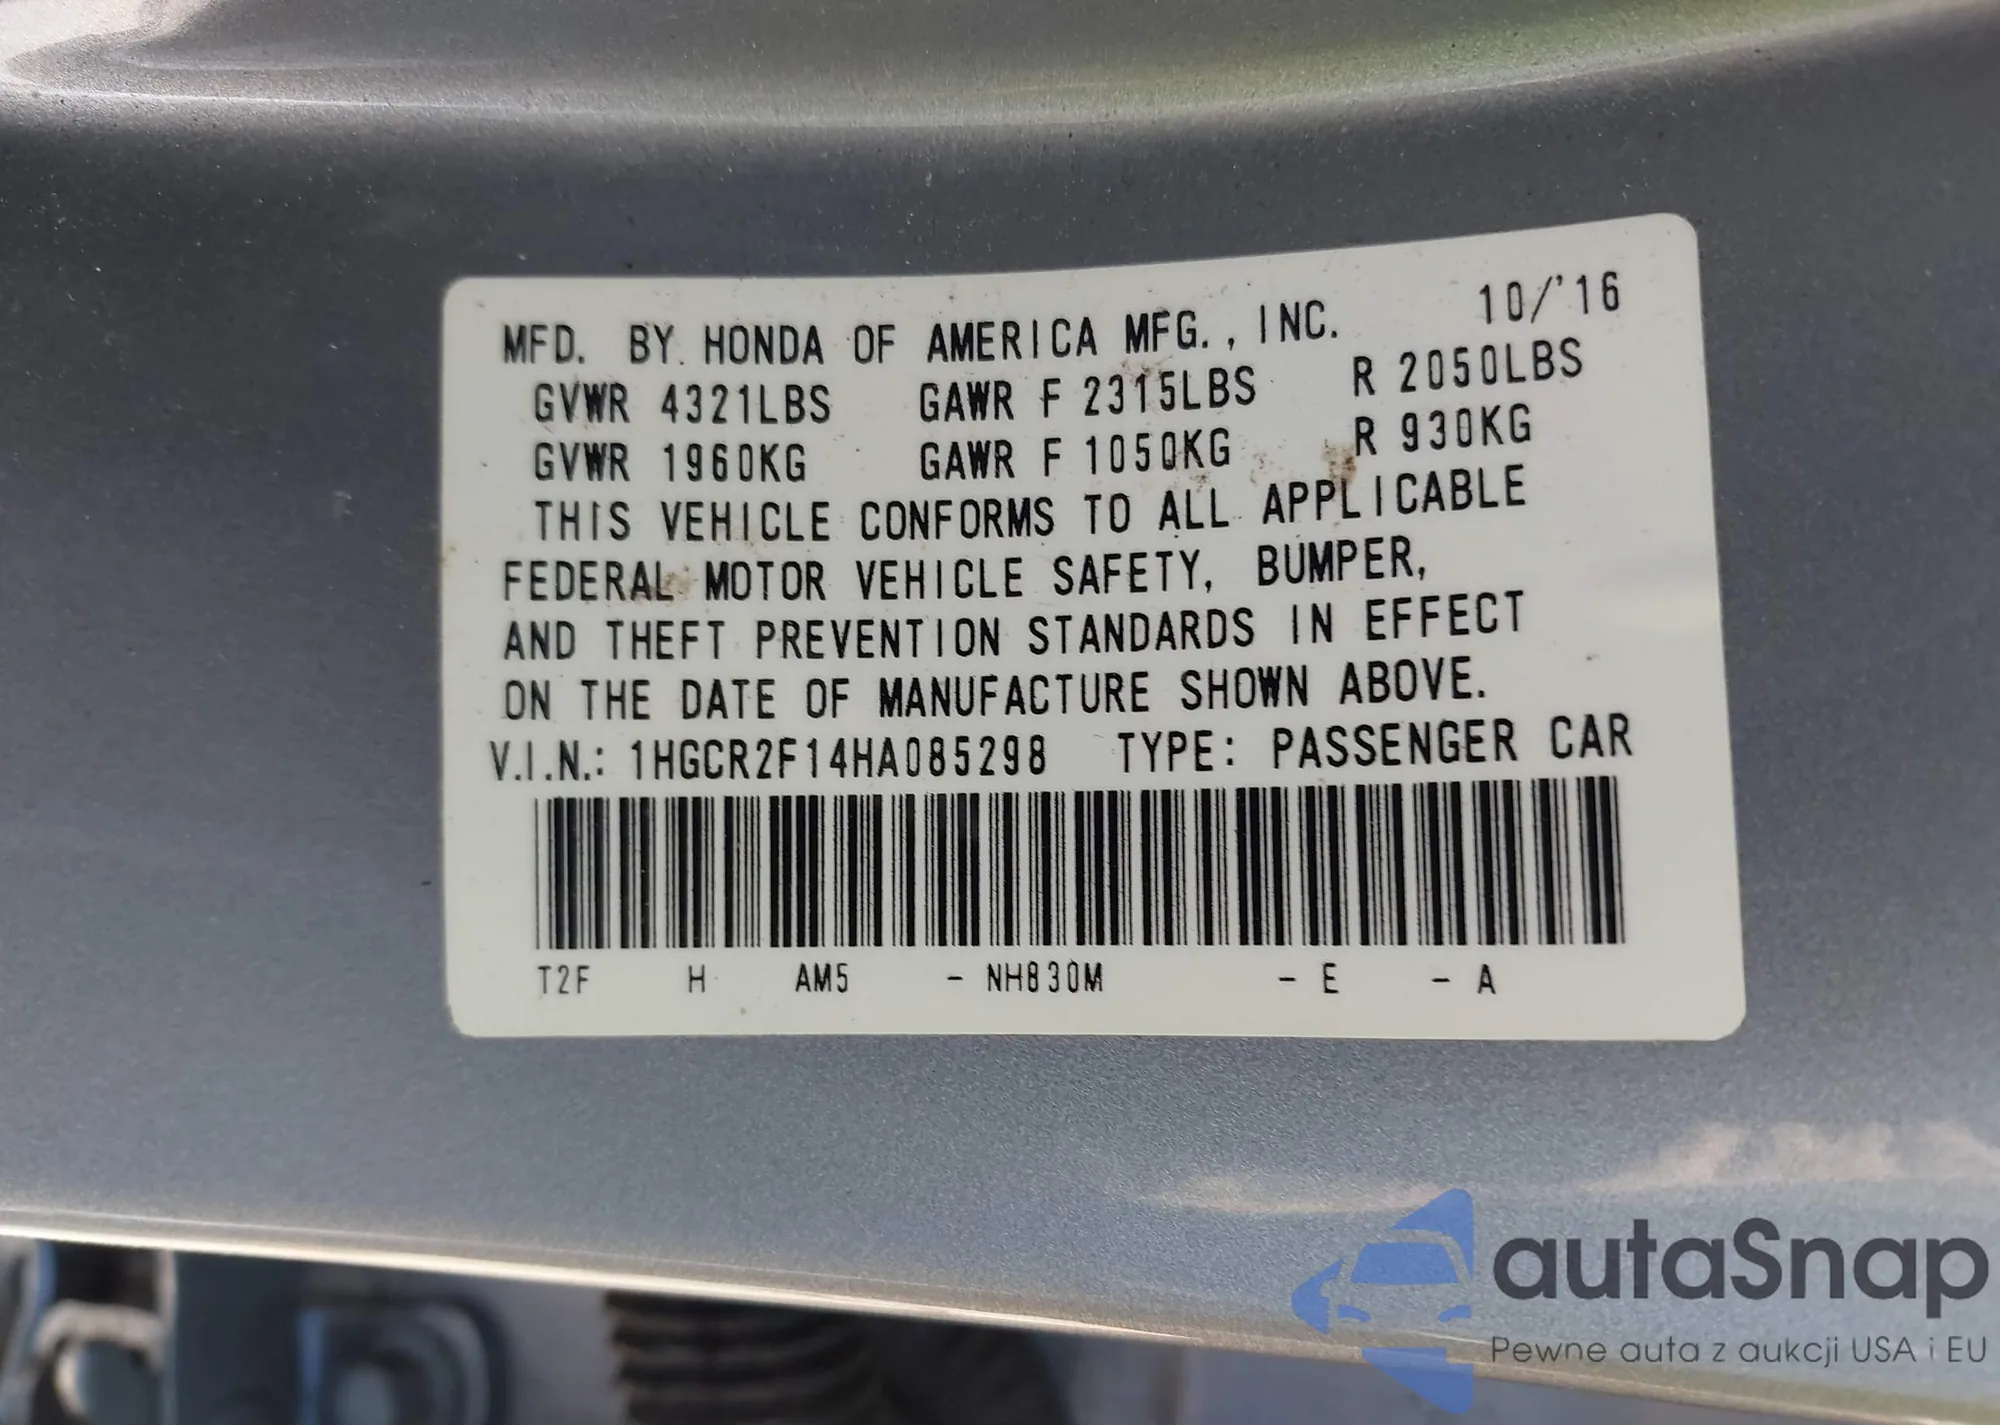 MFD. BY HONDA OF AMERICA MFG., INC. 10/'16
GVWR 4321LBS GAWR F 2315LBS R 2050LBS
GVWR 1960KG GAWR F 1050KG R 930KG
THIS VEHICLE CONFORMS TO ALL APPLICABLE
FEDERAL MOTOR VEHICLE SAFETY, BUMPER,
AND THEFT PREVENTION STANDARDS IN EFFECT
ON THE DATE OF MANUFACTURE SHOWN ABOVE.
V.I.N.: 1HGCR2F14HA085298 TYPE: PASSENGER CAR
T2F H AM5 - NH830M - E - A
autaSnap
Pewne auta z aukcji USA i EU